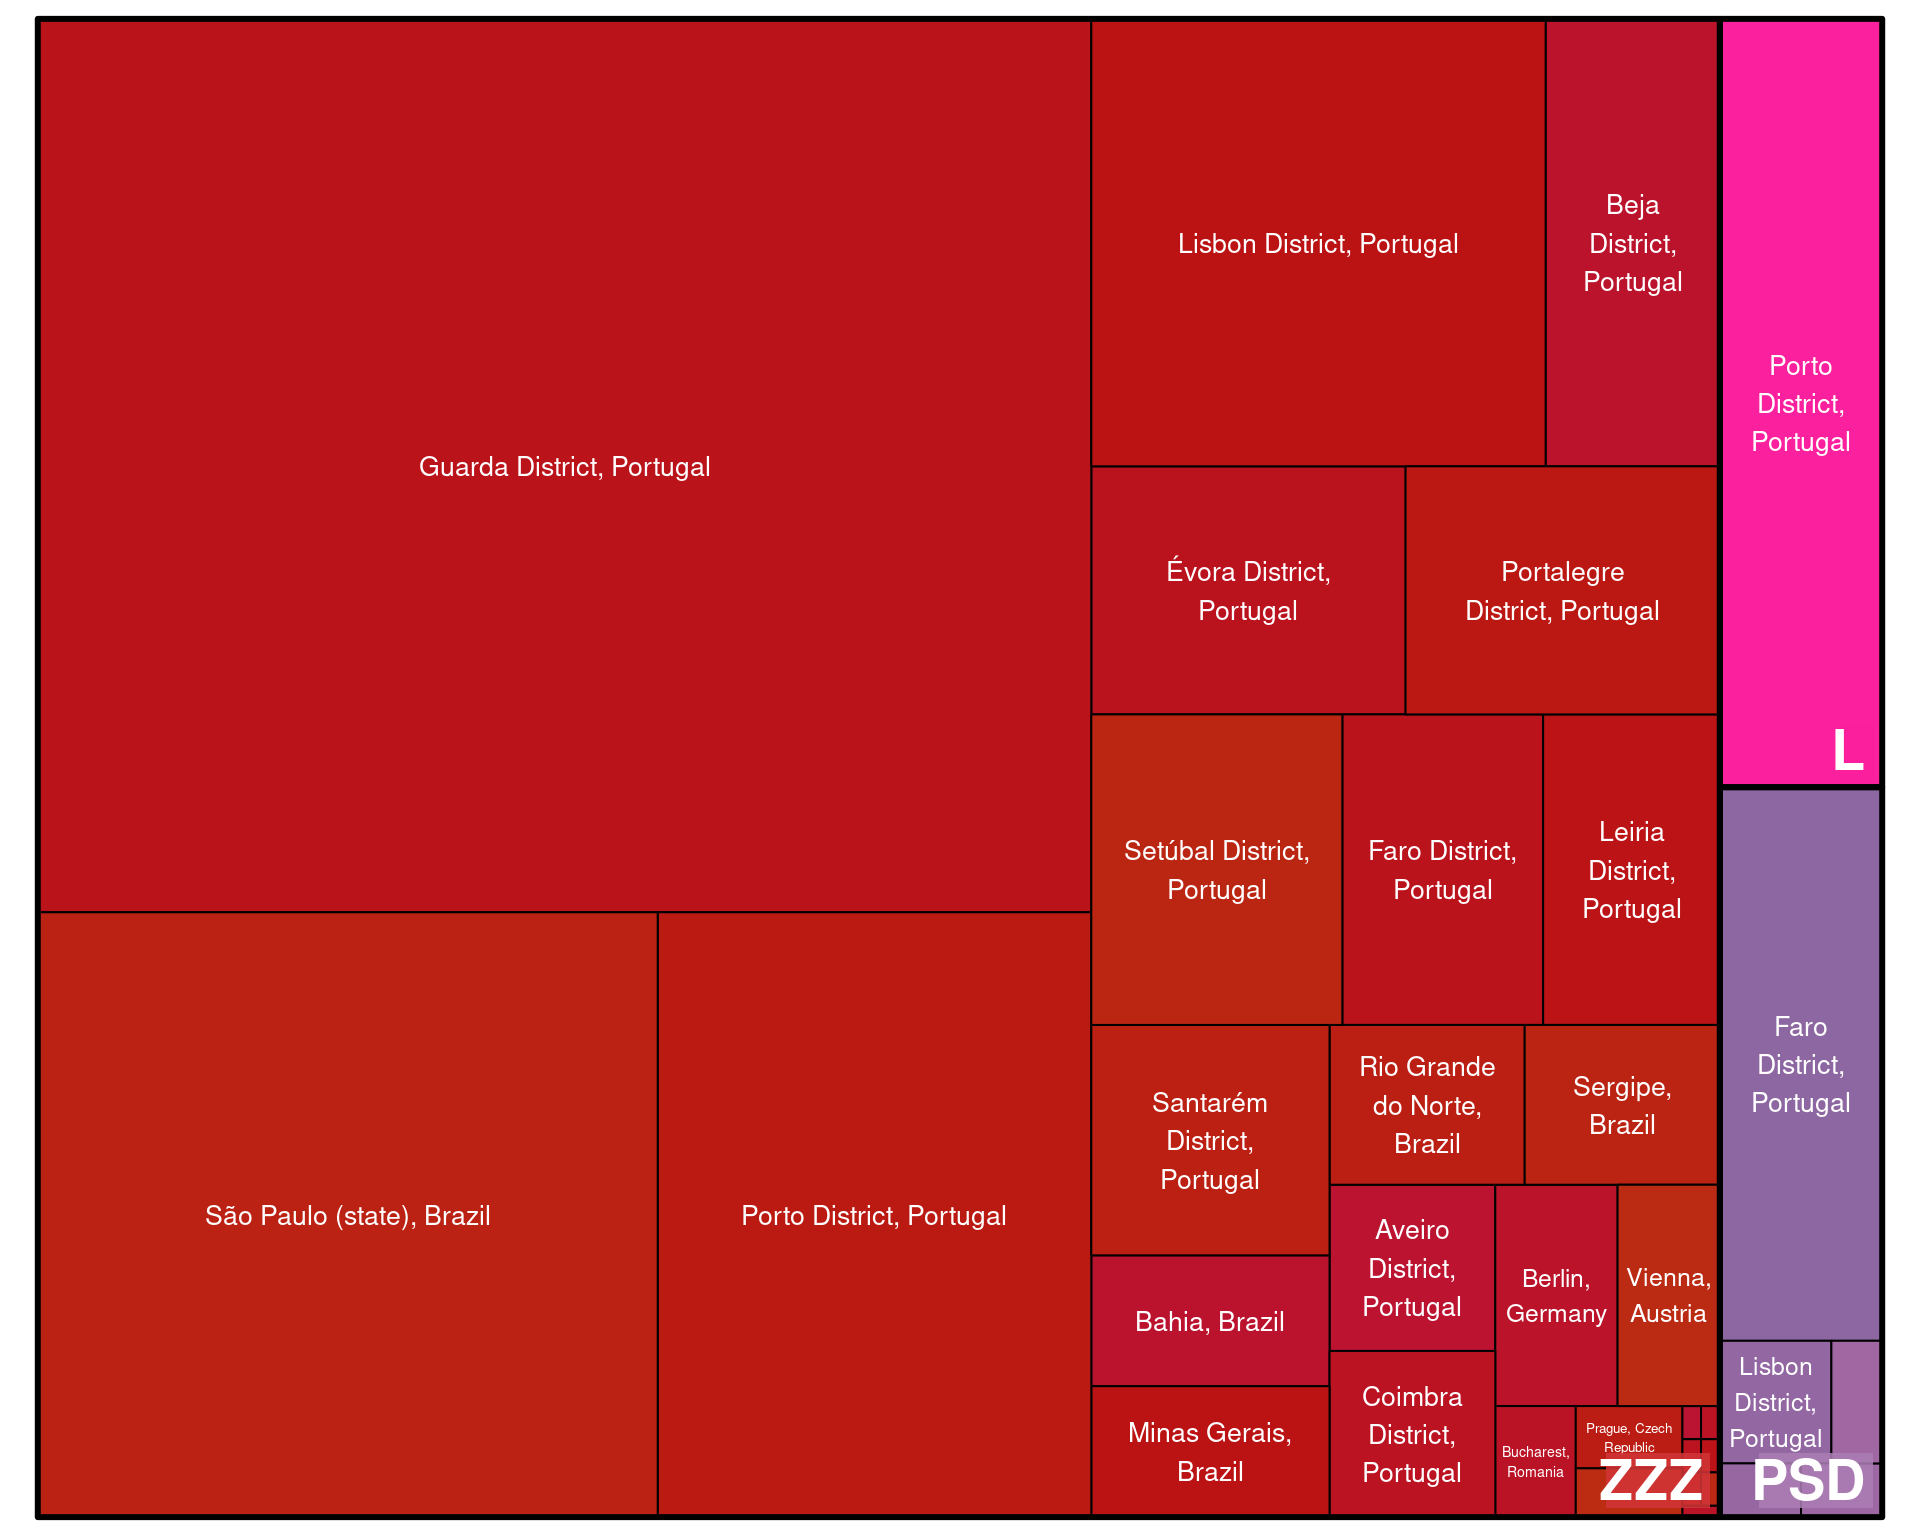 Guarda District, Portugal
São Paulo (state), Brazil
Porto District, Portugal
Lisbon District, Portugal
Beja
District,
Portugal
Évora District,
Portugal
Portalegre
District, Portugal
Setúbal District,
Portugal
Faro District,
Portugal
Leiria
District,
Portugal
Santarém
District,
Portugal
Rio Grande
do Norte,
Brazil
Sergipe,
Brazil
Bahia, Brazil
Minas Gerais,
Brazil
Aveiro
District,
Portugal
Coimbra
District,
Portugal
Berlin,
Germany
Vienna,
Austria
Bucharest,
Romania
Prague, Czech
Republic
ZZZ
Porto
District,
Portugal
L
Faro
District,
Portugal
Lisbon
District,
Portugal
PSD